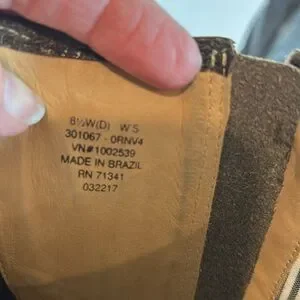 8½W(D) WS
301067 - 0RNV4
VN#1002539
MADE IN BRAZIL
RN 71341
032217